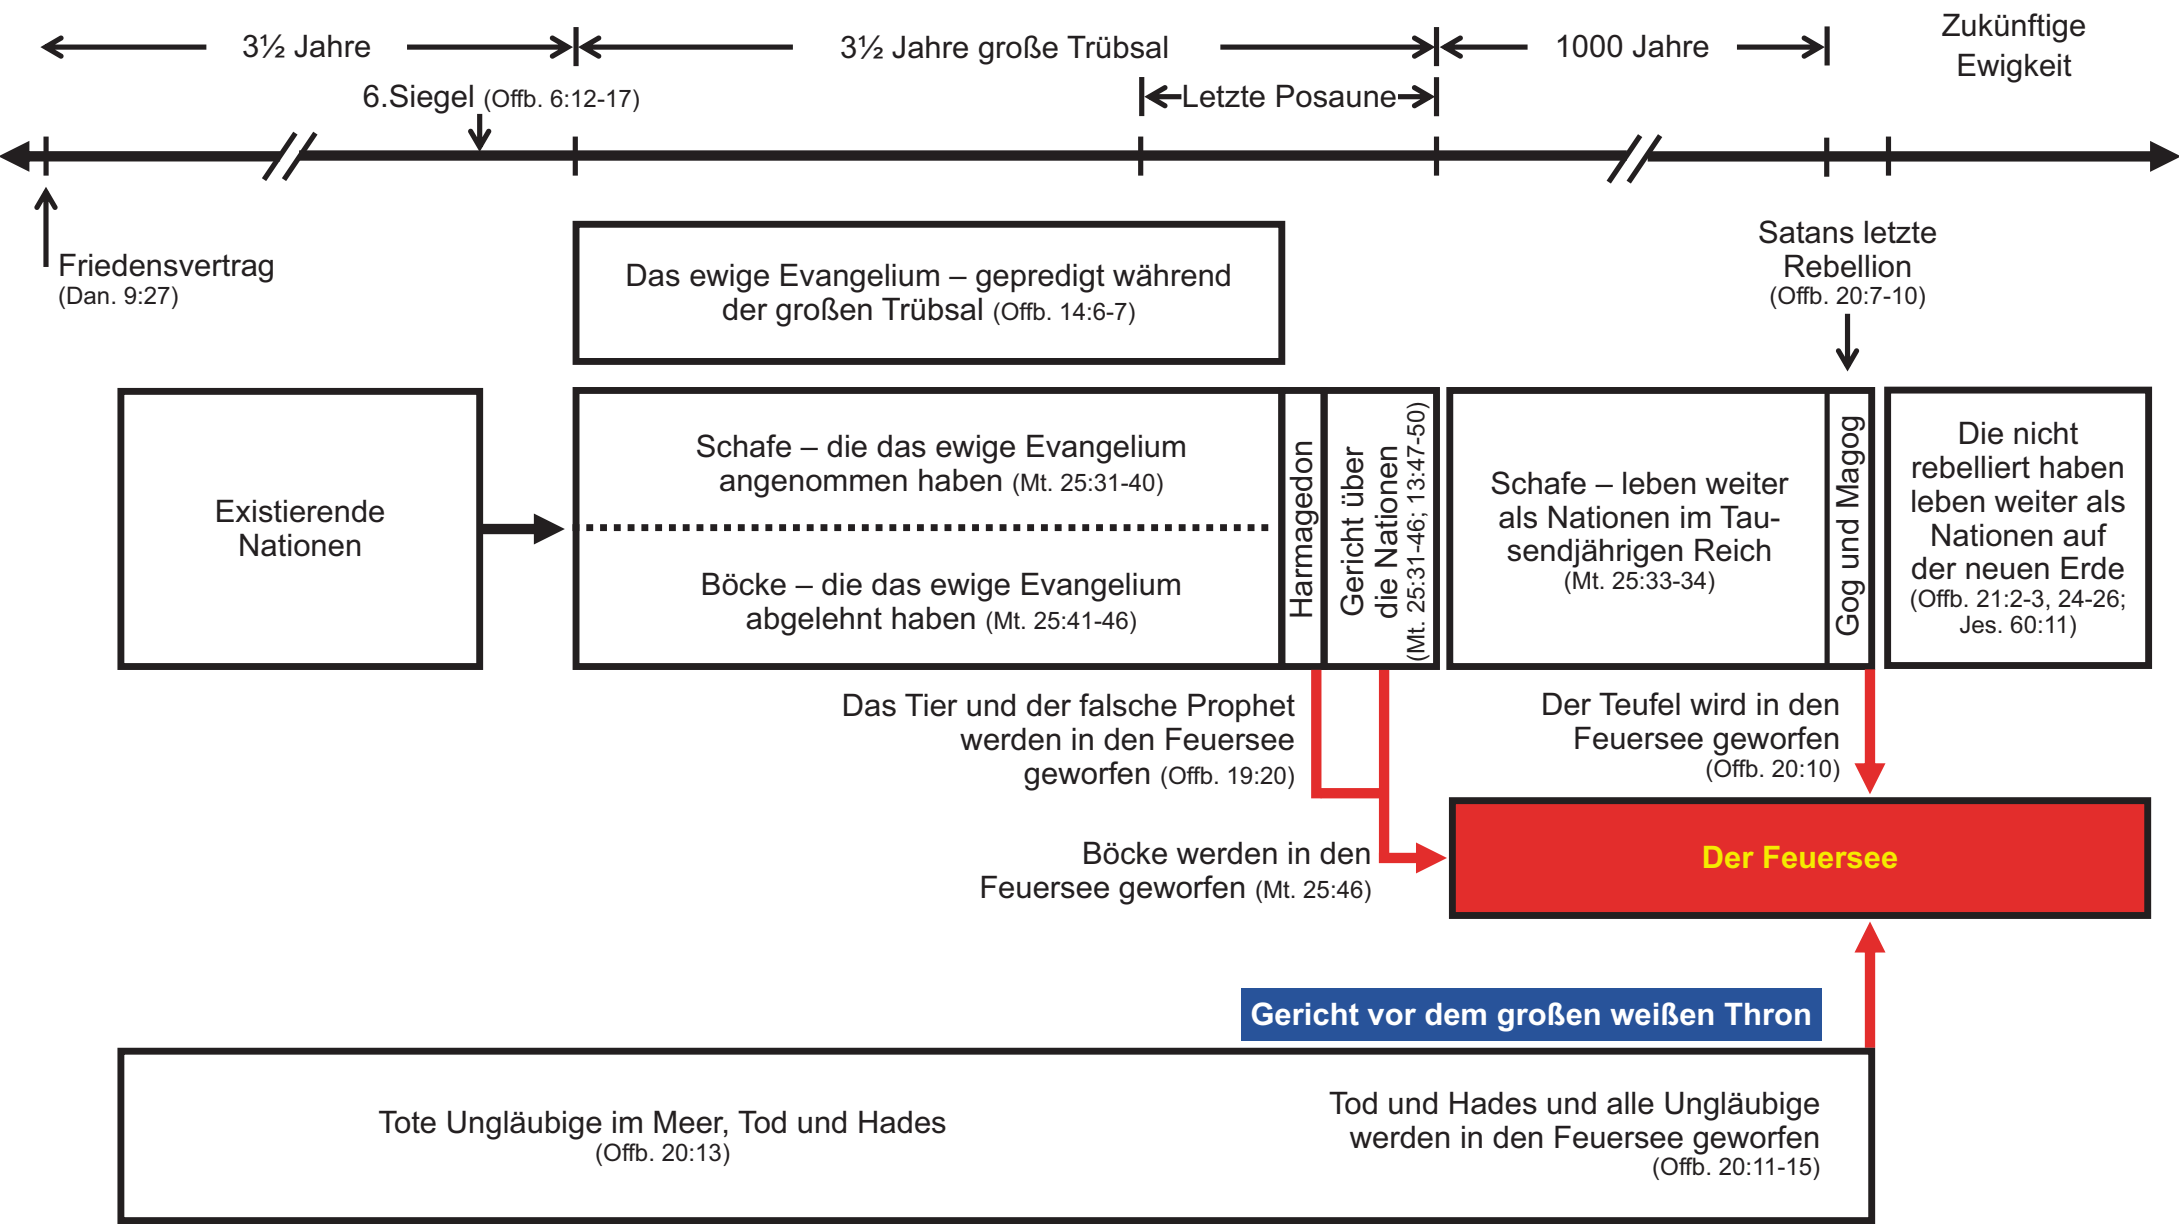 3½ Jahre
3½ Jahre große Trübsal
1000 Jahre
Zukünftige
Ewigkeit
6.Siegel (Offb. 6:12-17)
Letzte Posaune
Friedensvertrag
(Dan. 9:27)
Das ewige Evangelium – gepredigt während
der großen Trübsal (Offb. 14:6-7)
Satans letzte
Rebellion
(Offb. 20:7-10)
Existierende
Nationen
Schafe – die das ewige Evangelium
angenommen haben (Mt. 25:31-40)
Böcke – die das ewige Evangelium
abgelehnt haben (Mt. 25:41-46)
Harmagedon
Gericht über
die Nationen
(Mt. 25:31-46; 13:47-50)
Schafe – leben weiter
als Nationen im Tau-
sendjährigen Reich
(Mt. 25:33-34)
Gog und Magog
Die nicht
rebelliert haben
leben weiter als
Nationen auf
der neuen Erde
(Offb. 21:2-3, 24-26;
Jes. 60:11)
Das Tier und der falsche Prophet
werden in den Feuersee
geworfen (Offb. 19:20)
Der Teufel wird in den
Feuersee geworfen
(Offb. 20:10)
Böcke werden in den
Feuersee geworfen (Mt. 25:46)
Der Feuersee
Gericht vor dem großen weißen Thron
Tote Ungläubige im Meer, Tod und Hades
(Offb. 20:13)
Tod und Hades und alle Ungläubige
werden in den Feuersee geworfen
(Offb. 20:11-15)